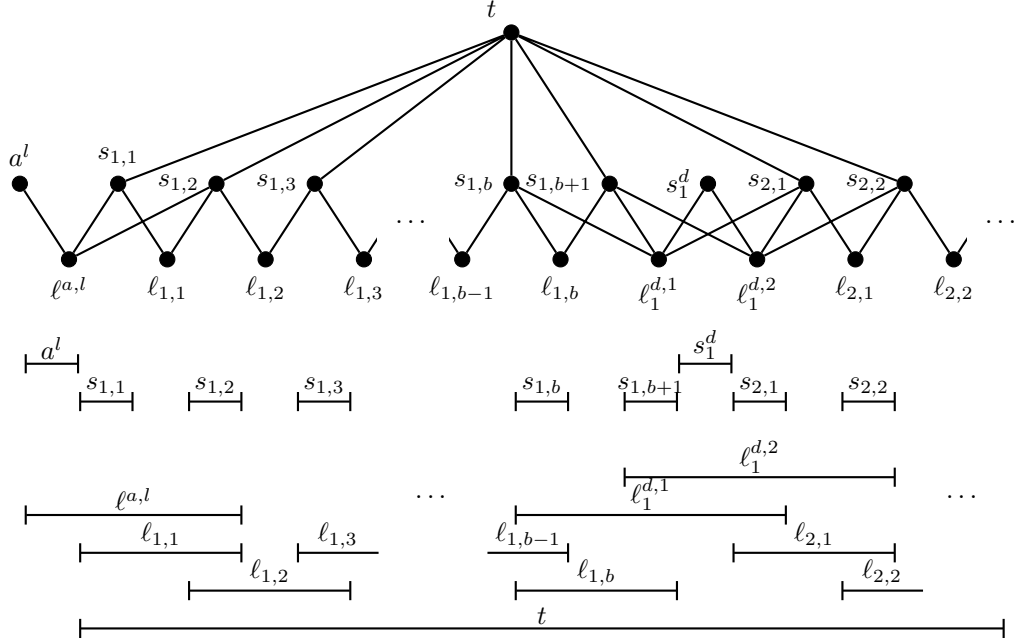 t
a^l s_{1,1} s_{1,2} s_{1,3} s_{1,b} s_{1,b+1} s_1^d s_{2,1} s_{2,2}
... ...
ℓ^{a,l} ℓ_{1,1} ℓ_{1,2} ℓ_{1,3} ℓ_{1,b−1} ℓ_{1,b} ℓ_1^{d,1} ℓ_1^{d,2} ℓ_{2,1} ℓ_{2,2}
a^l s_1^d
s_{1,1} s_{1,2} s_{1,3} s_{1,b} s_{1,b+1} s_{2,1} s_{2,2}
ℓ_1^{d,2}
ℓ^{a,l} ... ℓ_1^{d,1} ...
ℓ_{1,1} ℓ_{1,3} ℓ_{1,b−1} ℓ_{2,1}
ℓ_{1,2} ℓ_{1,b} ℓ_{2,2}
t